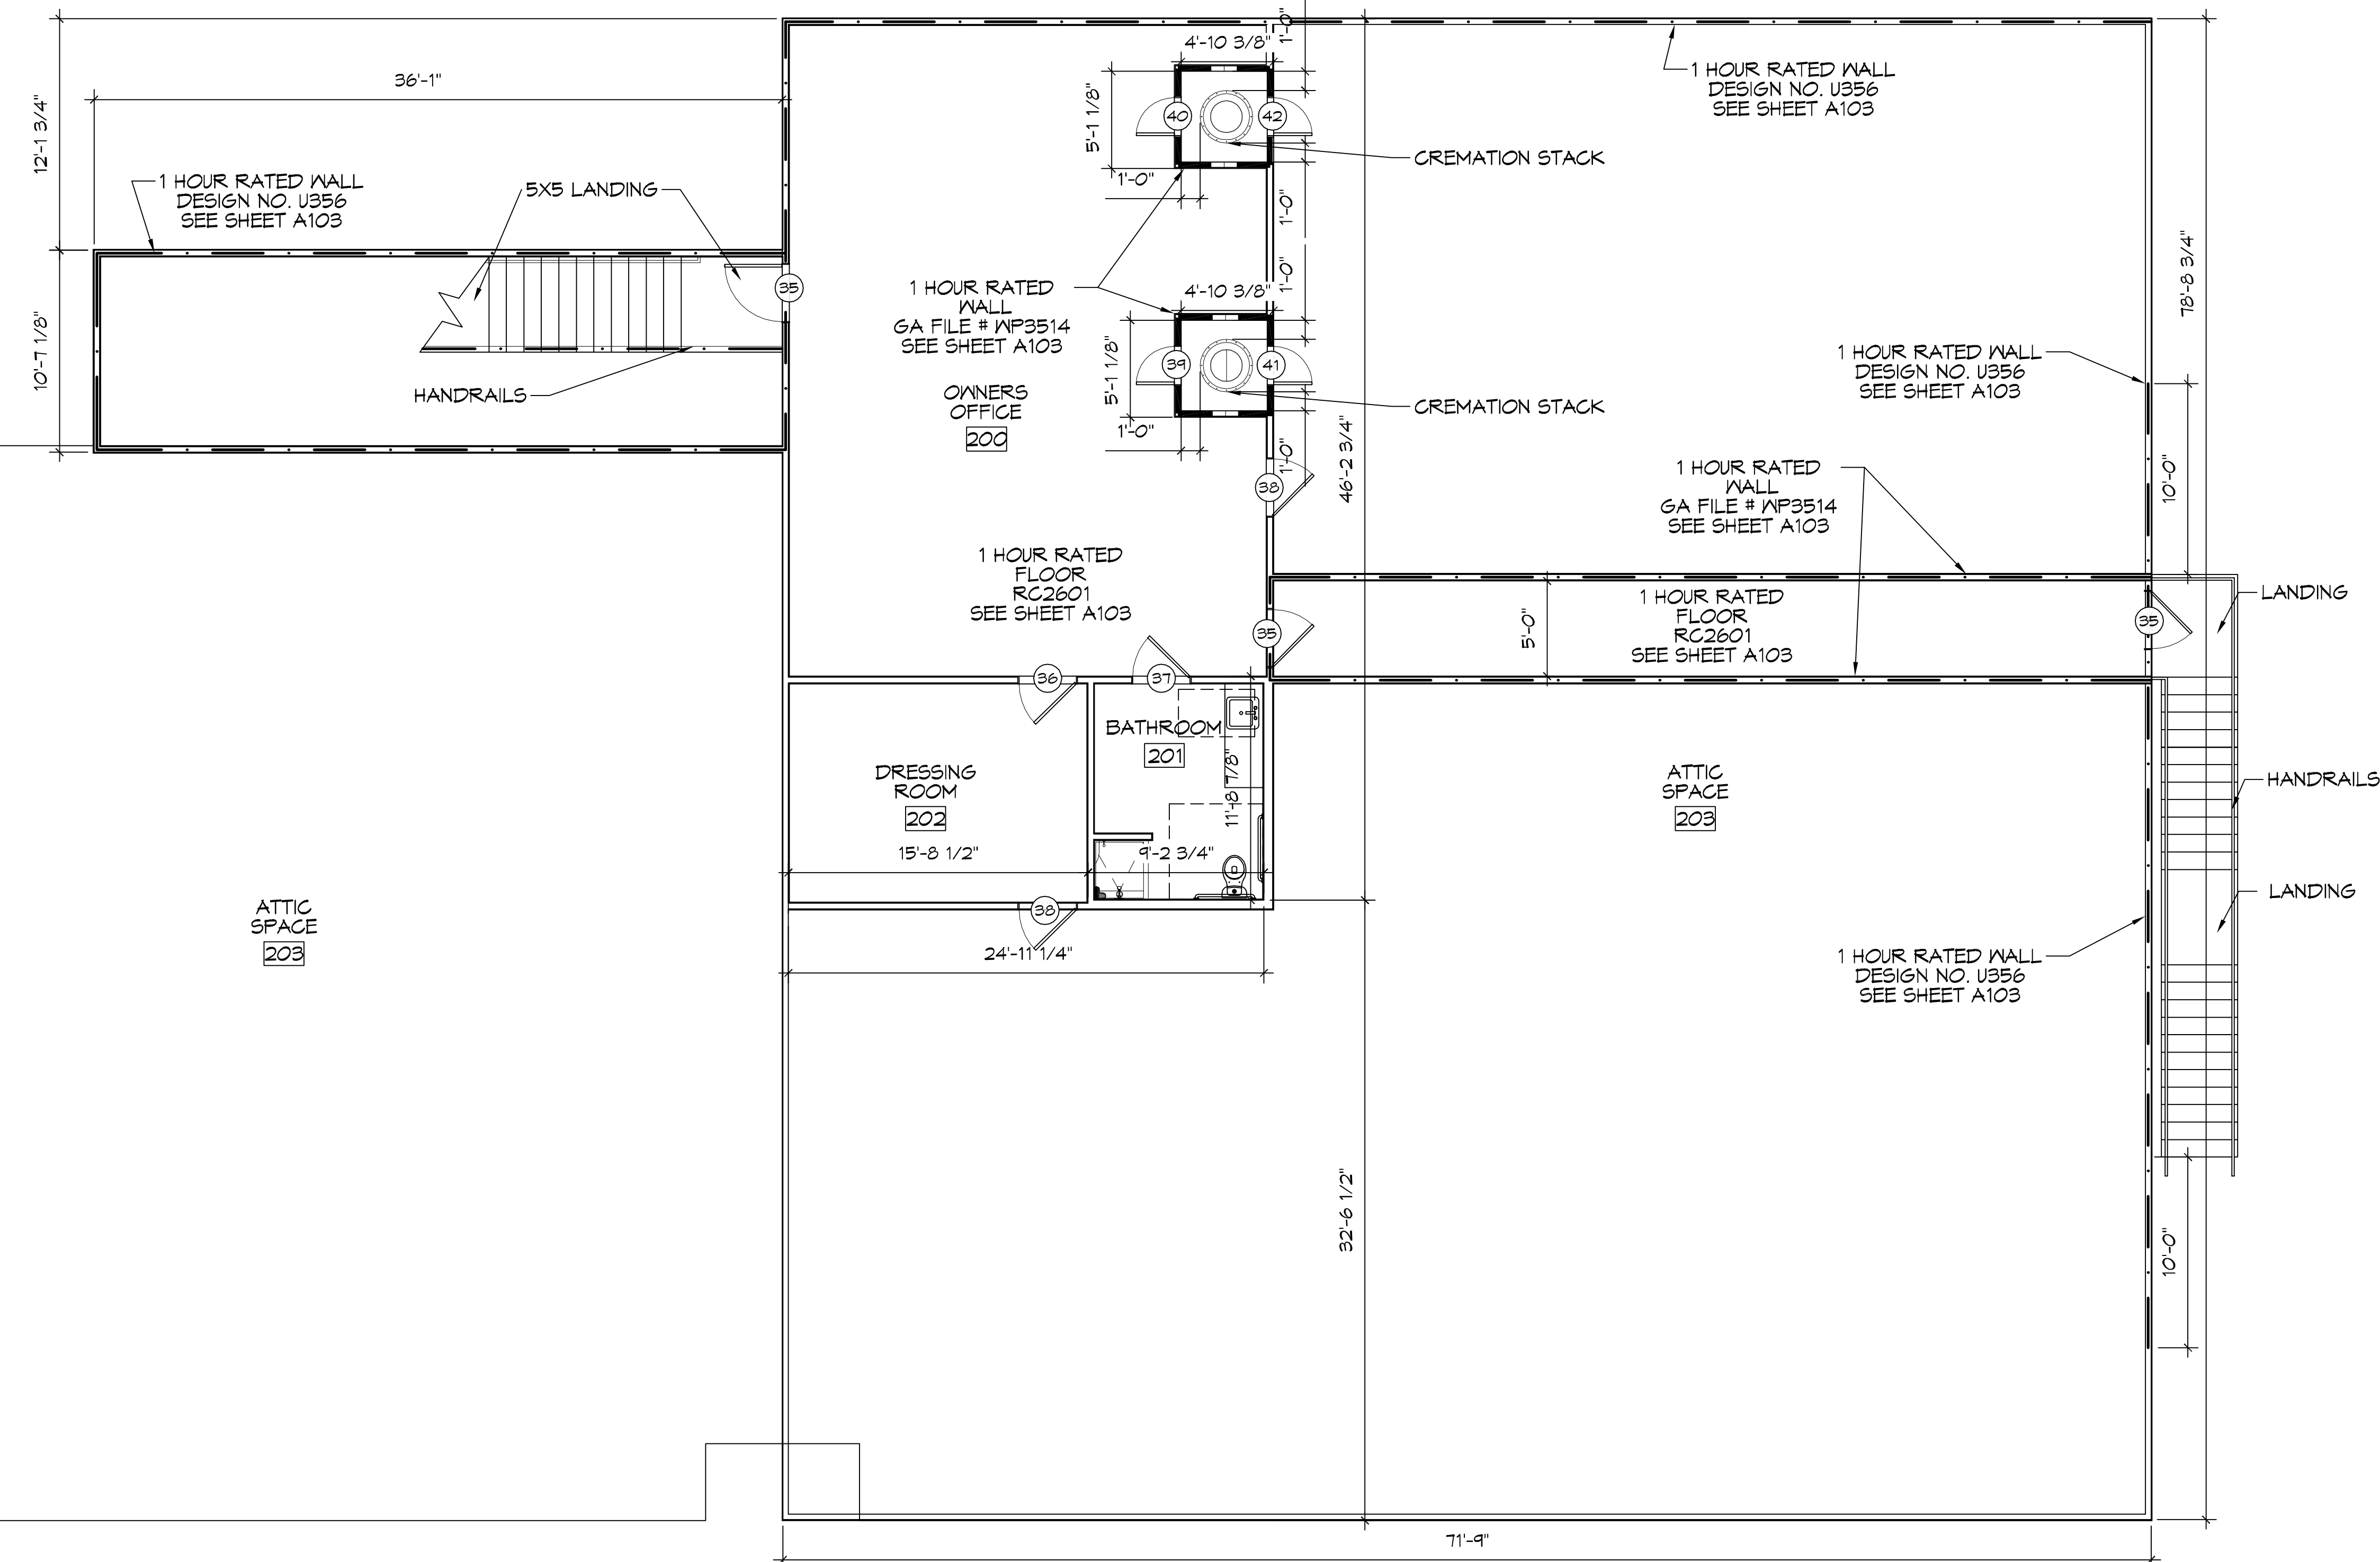 1'-0"
4'-10 3/8"
36'-1"
1 HOUR RATED WALL
DESIGN NO. U356
SEE SHEET A103
12'-1 3/4"
5'-1 1/8"
40
42
CREMATION STACK
1'-0"
1 HOUR RATED WALL
DESIGN NO. U356
SEE SHEET A103
5X5 LANDING
1'-0"
78'-8 3/4"
35
1'-0"
1 HOUR RATED
WALL
GA FILE # WP3514
SEE SHEET A103
4'-10 3/8"
10'-7 1/8"
5'-1 1/8"
39
41
1 HOUR RATED WALL
DESIGN NO. U356
SEE SHEET A103
HANDRAILS
OWNERS
OFFICE
200
CREMATION STACK
1'-0"
1'-0"
46'-2 3/4"
38
1 HOUR RATED
WALL
GA FILE # WP3514
SEE SHEET A103
10'-0"
1 HOUR RATED
FLOOR
RC2601
SEE SHEET A103
35
5'-0"
1 HOUR RATED
FLOOR
RC2601
SEE SHEET A103
35
LANDING
36
37
BATHROOM
201
11'-8 7/8"
DRESSING
ROOM
202
15'-8 1/2"
9'-2 3/4"
ATTIC
SPACE
203
HANDRAILS
LANDING
38
24'-11 1/4"
ATTIC
SPACE
203
1 HOUR RATED WALL
DESIGN NO. U356
SEE SHEET A103
32'-6 1/2"
10'-0"
71'-9"